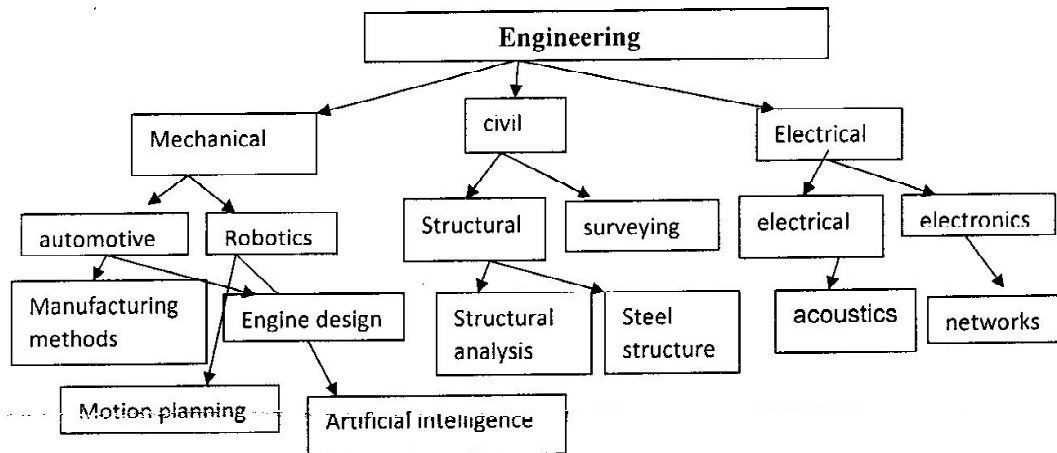 Engineering
Mechanical
civil
Electrical
automotive
Robotics
Structural
surveying
electrical
electronics
Manufacturing
methods
Engine design
Structural
analysis
Steel
structure
acoustics
networks
Motion planning
Artificial intelligence